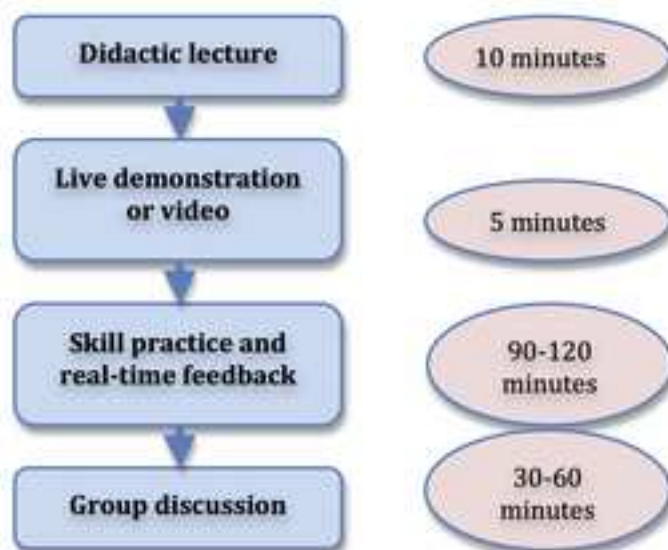 Didactic lecture
10 minutes
Live demonstration
or video
5 minutes
Skill practice and
real-time feedback
90-120
minutes
Group discussion
30-60
minutes